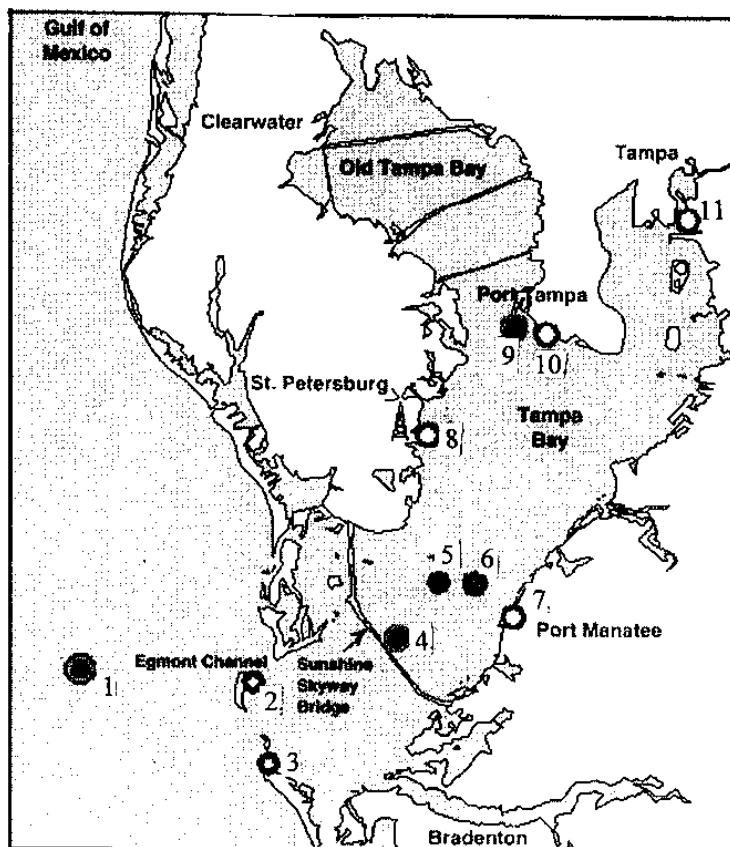 Gulf of
Mexico
Clearwater
Old Tampa Bay
Tampa
11
Port Tampa
9
10
St. Petersburg
Tampa
Bay
8
5
6
7
Port Manatee
4
Egmont Channel
Sunshine
Skyway
Bridge
1
2
3
Bradenton